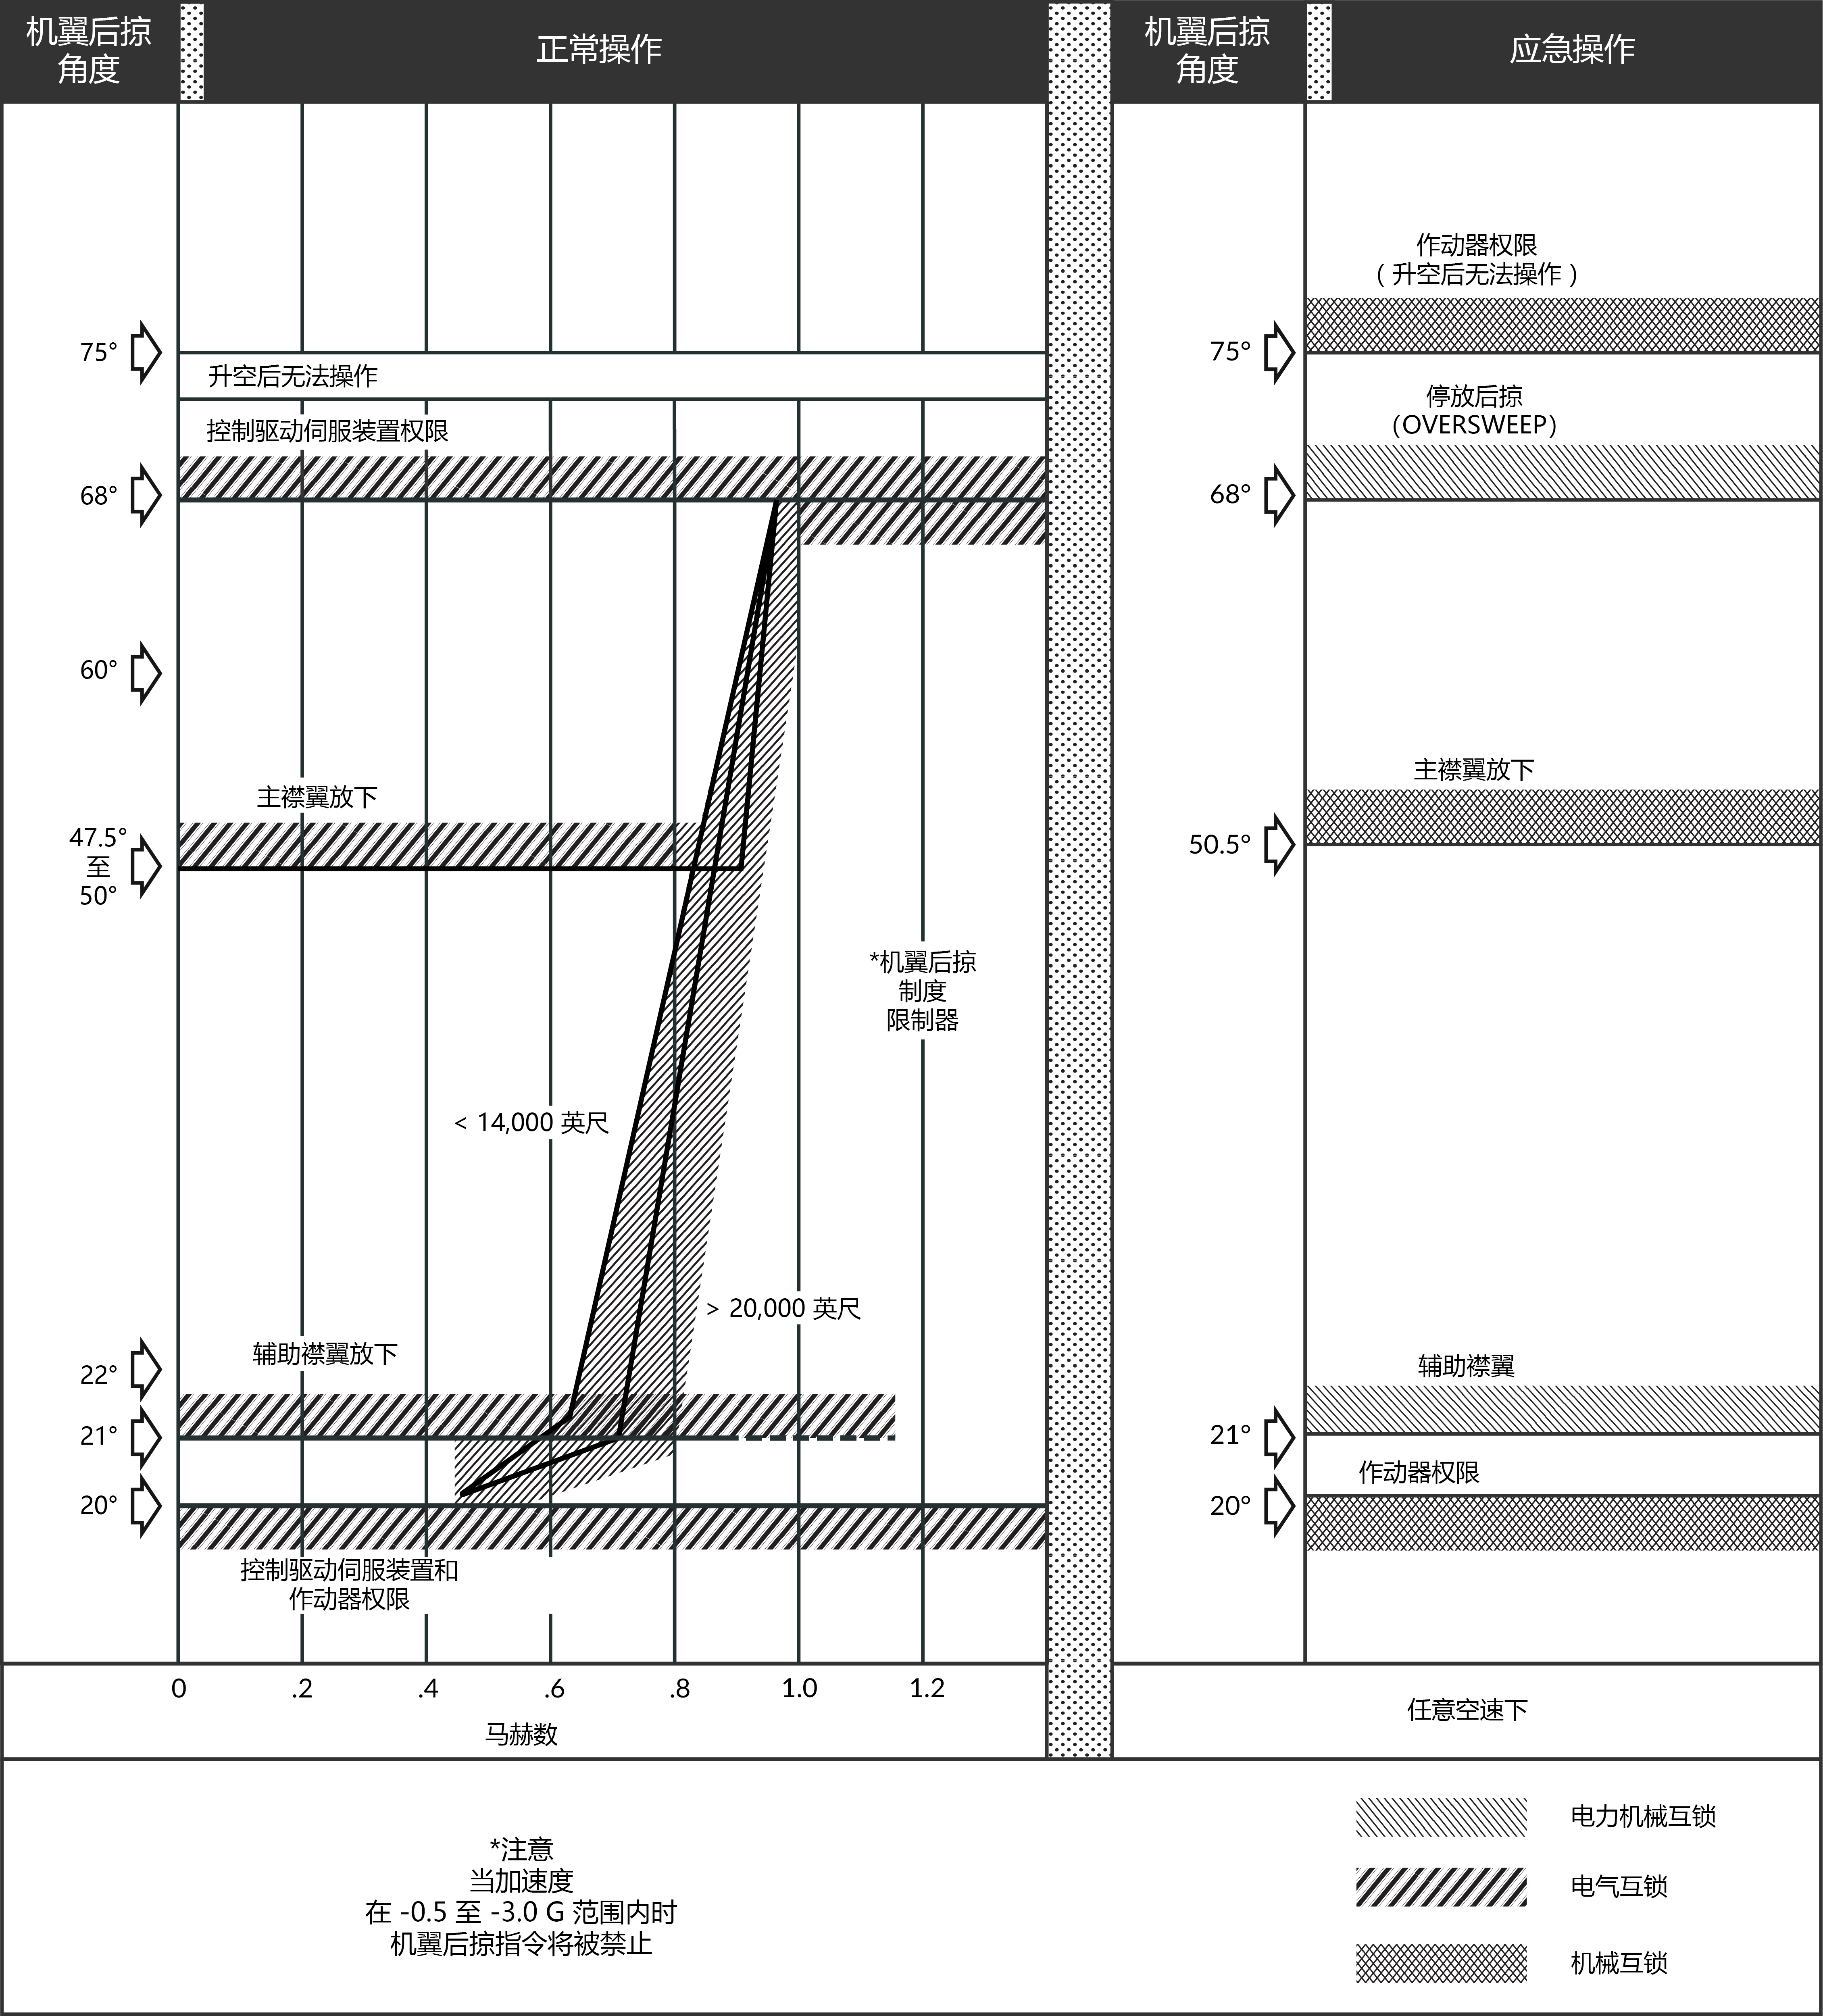 机翼后掠
角度
正常操作
机翼后掠
角度
应急操作
作动器权限
（升空后无法操作）
75°
升空后无法操作
75°
停放后掠
（OVERSWEEP）
控制驱动伺服装置权限
68°
68°
60°
主襟翼放下
主襟翼放下
47.5°
至
50°
50.5°
*机翼后掠
制度
限制器
< 14,000 英尺
> 20,000 英尺
辅助襟翼放下
辅助襟翼
22°
21°
21°
作动器权限
20°
20°
控制驱动伺服装置和
作动器权限
0 .2 .4 .6 .8 1.0 1.2
马赫数
任意空速下
*注意
当加速度
在 -0.5 至 -3.0 G 范围内时
机翼后掠指令将被禁止
电力机械互锁
电气互锁
机械互锁